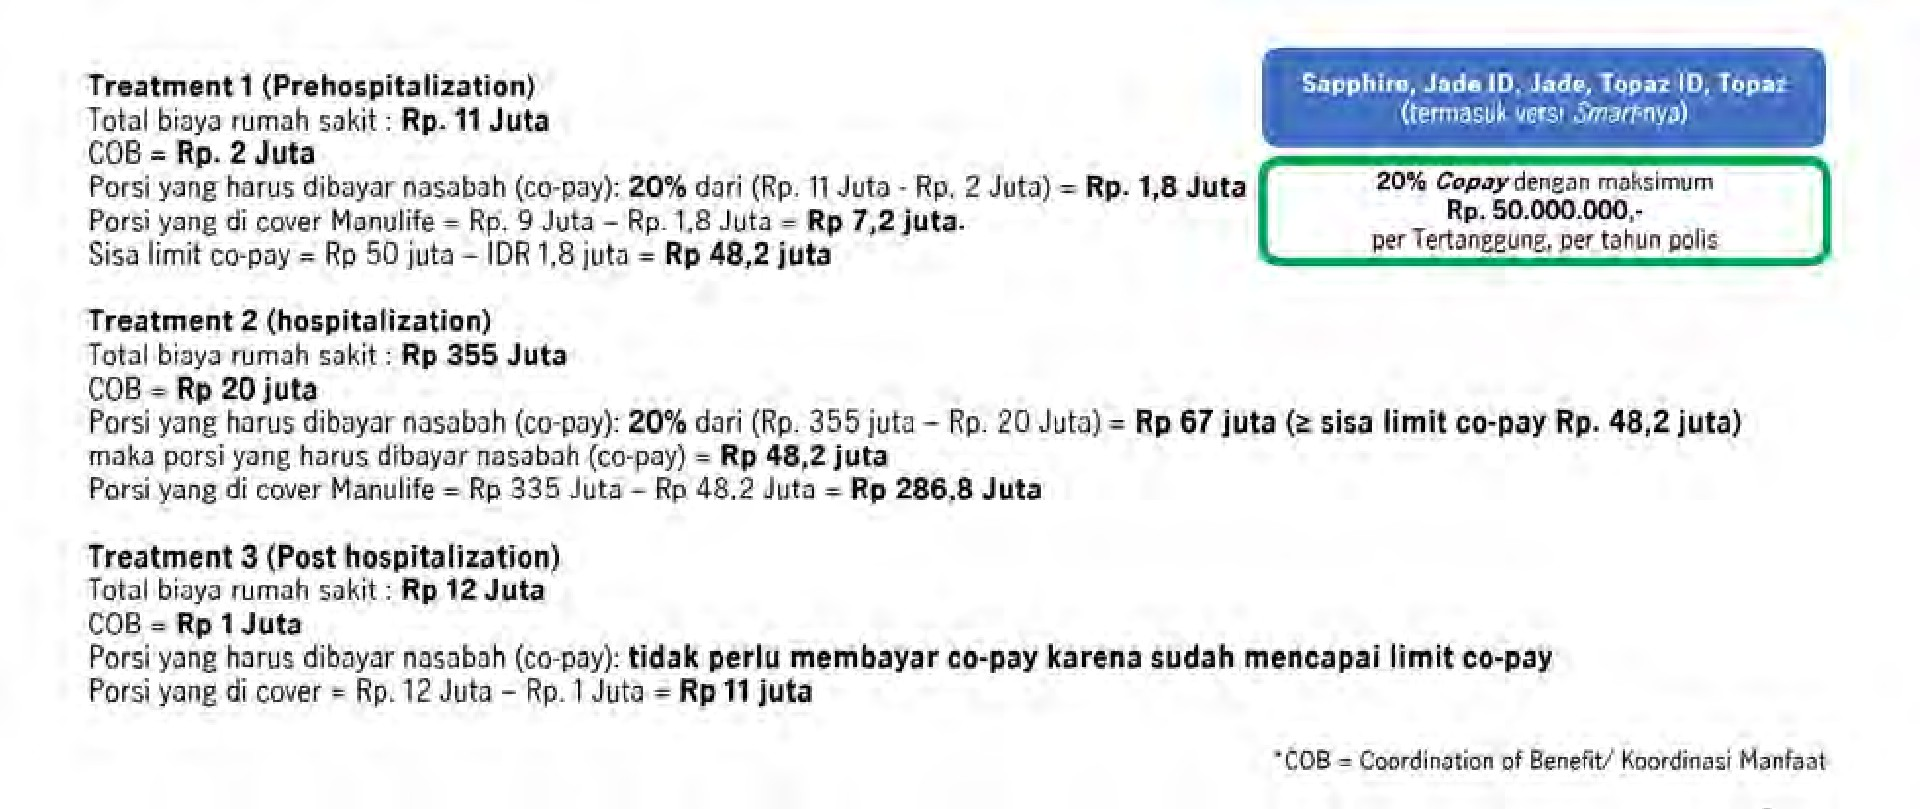 Treatment 1 (Prehospitalization)
Total biaya rumah sakit : Rp. 11 Juta
COB = Rp. 2 Juta
Porsi yang harus dibayar nasabah (co-pay): 20% dari (Rp. 11 Juta - Rp. 2 Juta) = Rp. 1,8 Juta
Porsi yang di cover Manulife = Rp. 9 Juta – Rp. 1,8 Juta = Rp 7,2 juta.
Sisa limit co-pay = Rp 50 juta – IDR 1,8 juta = Rp 48,2 juta
Sapphire, Jade ID, Jade, Topaz ID, Topaz
(termasuk versi Smart-nya)
20% Copay dengan maksimum
Rp. 50.000.000,-
per Tertanggung, per tahun polis
Treatment 2 (hospitalization)
Total biaya rumah sakit : Rp 355 Juta
COB = Rp 20 juta
Porsi yang harus dibayar nasabah (co-pay): 20% dari (Rp. 355 juta – Rp. 20 Juta) = Rp 67 juta (≥ sisa limit co-pay Rp. 48,2 juta)
maka porsi yang harus dibayar nasabah (co-pay) = Rp 48,2 juta
Porsi yang di cover Manulife = Rp 335 Juta – Rp 48,2 Juta = Rp 286,8 Juta
Treatment 3 (Post hospitalization)
Total biaya rumah sakit : Rp 12 Juta
COB = Rp 1 Juta
Porsi yang harus dibayar nasabah (co-pay): tidak perlu membayar co-pay karena sudah mencapai limit co-pay
Porsi yang di cover = Rp. 12 Juta – Rp. 1 Juta = Rp 11 juta
*COB = Coordination of Benefit/ Koordinasi Manfaat